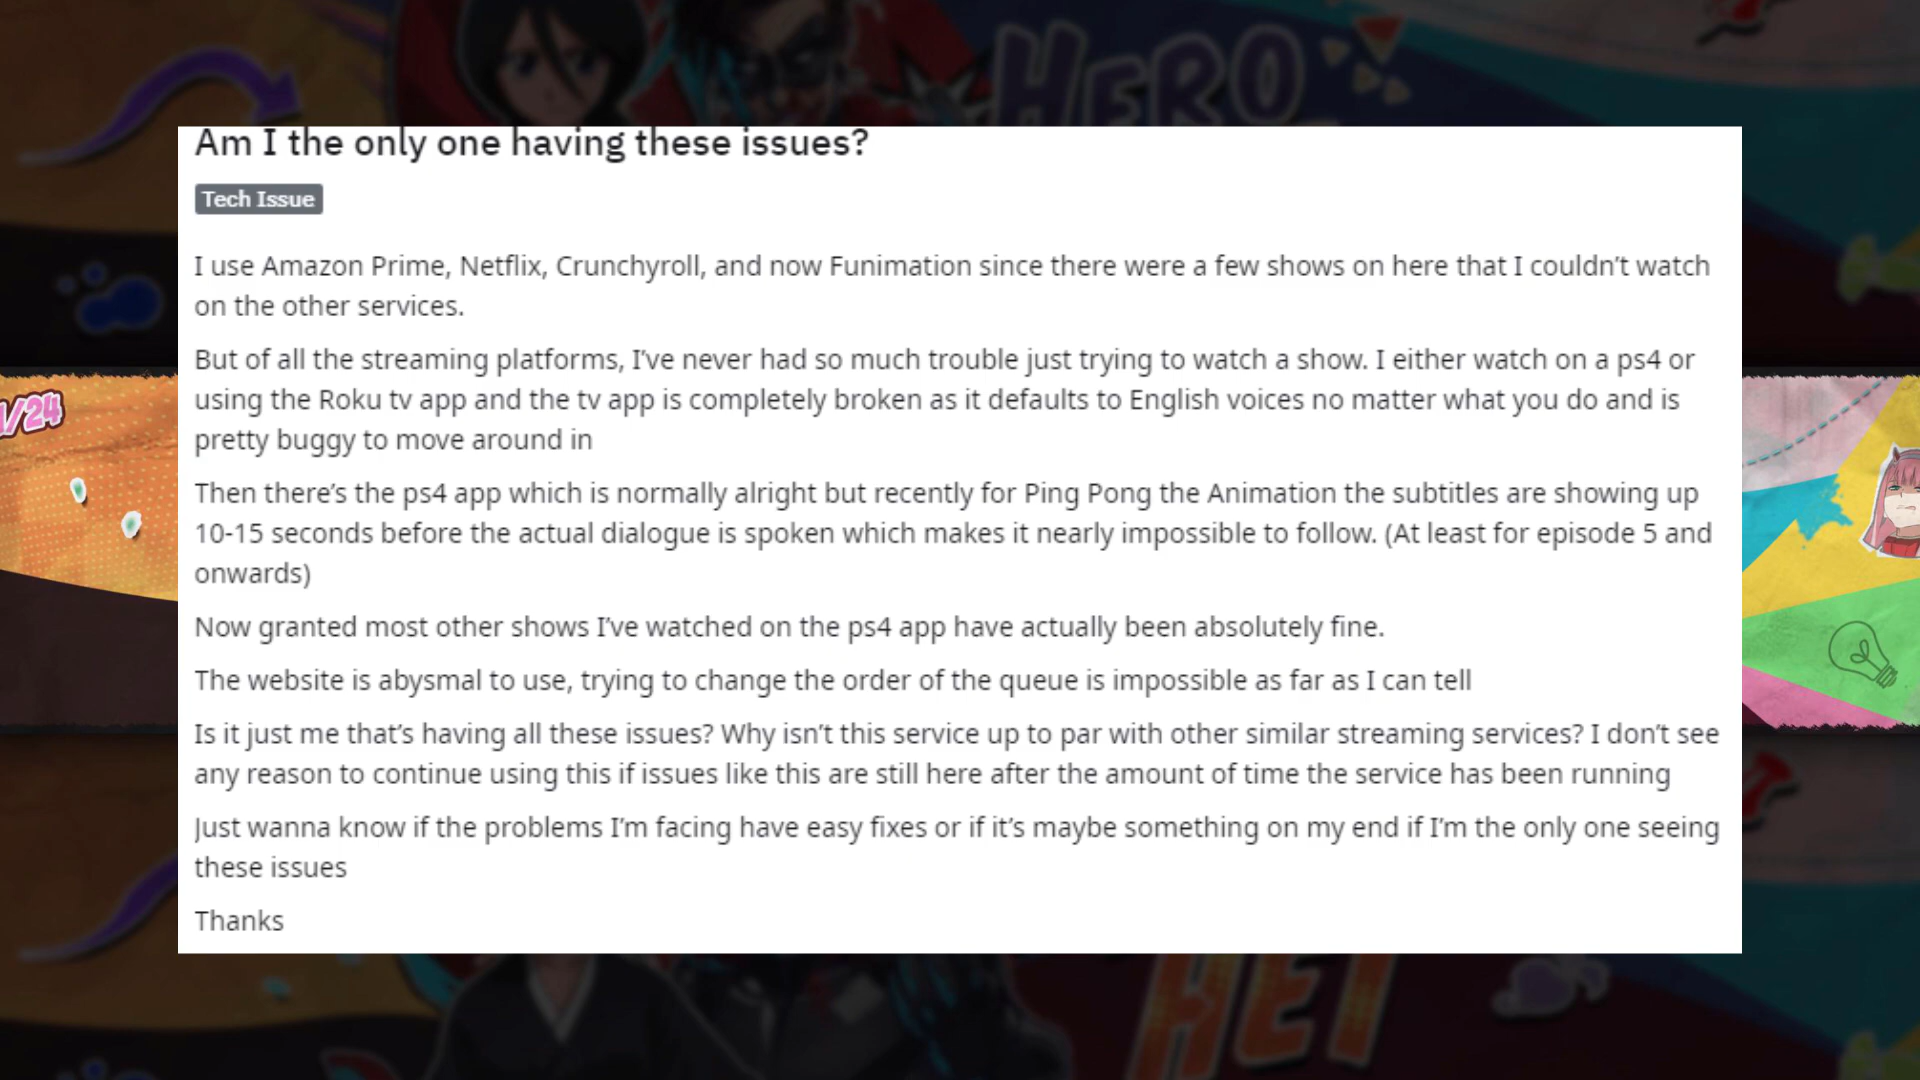 HERO
Am I the only one having these issues?
Tech Issue
I use Amazon Prime, Netflix, Crunchyroll, and now Funimation since there were a few shows on here that I couldn’t watch
on the other services.
But of all the streaming platforms, I’ve never had so much trouble just trying to watch a show. I either watch on a ps4 or
using the Roku tv app and the tv app is completely broken as it defaults to English voices no matter what you do and is
pretty buggy to move around in
Then there’s the ps4 app which is normally alright but recently for Ping Pong the Animation the subtitles are showing up
10-15 seconds before the actual dialogue is spoken which makes it nearly impossible to follow. (At least for episode 5 and
onwards)
Now granted most other shows I’ve watched on the ps4 app have actually been absolutely fine.
The website is abysmal to use, trying to change the order of the queue is impossible as far as I can tell
Is it just me that’s having all these issues? Why isn’t this service up to par with other similar streaming services? I don’t see
any reason to continue using this if issues like this are still here after the amount of time the service has been running
Just wanna know if the problems I’m facing have easy fixes or if it’s maybe something on my end if I’m the only one seeing
these issues
Thanks
/24